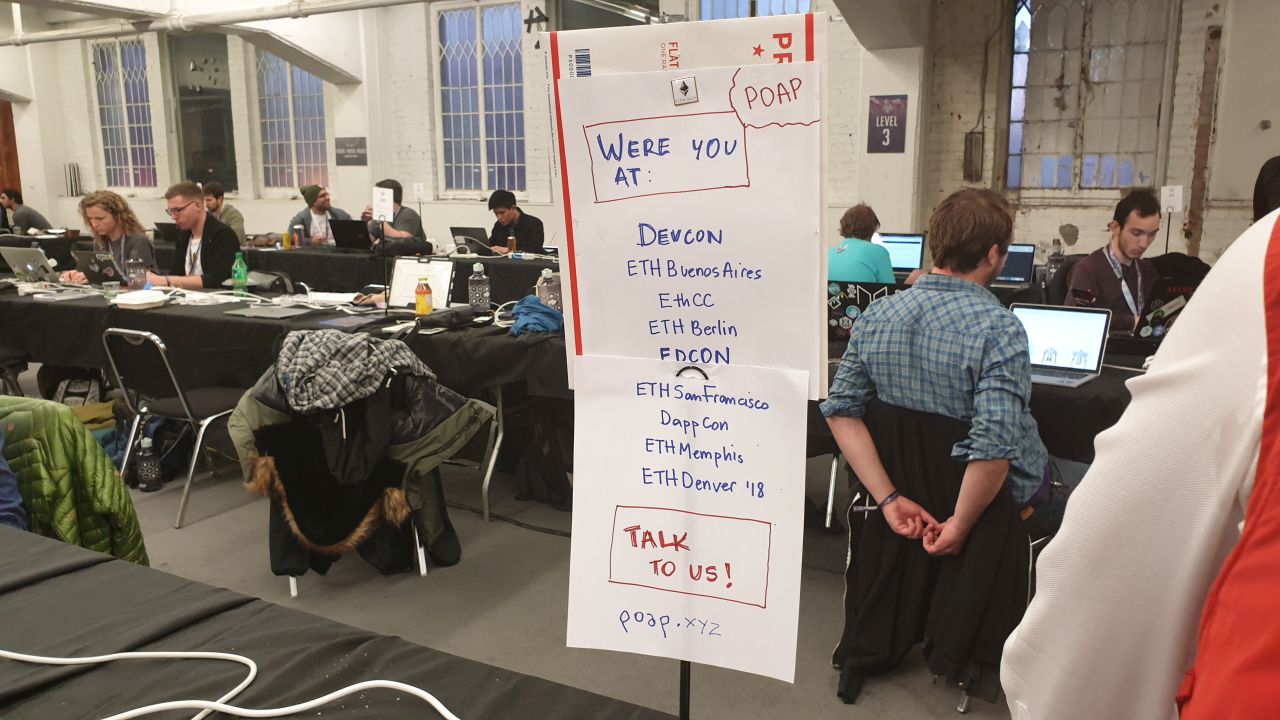 PR
FLAT
POAP
WERE YOU
AT:
DEVCON
ETH Buenos Aires
EthCC
ETH Berlin
EDCON
ETH San Francisco
Dapp Con
ETH Memphis
ETH Denver '18
TALK
TO US!
poap.xyz
LEVEL
3